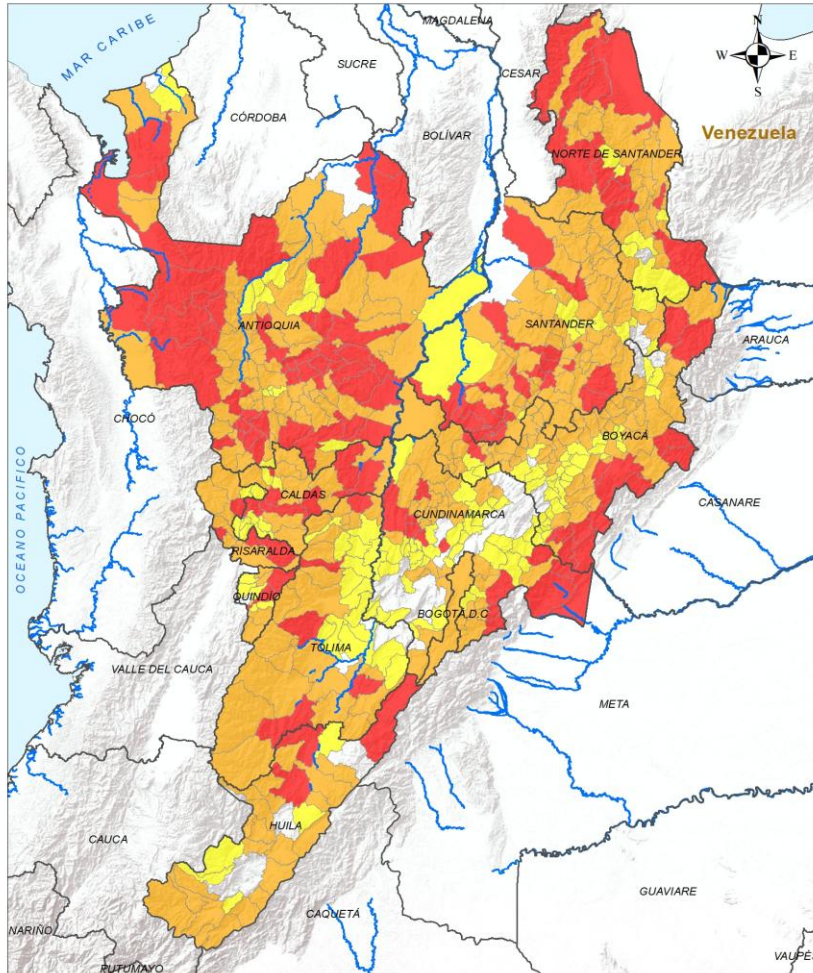 MAGDALENA
N
W E
S
MAR CARIBE
SUCRE
CESAR
CÓRDOBA
BOLÍVAR
Venezuela
NORTE DE SANTANDER
ANTIOQUIA
SANTANDER
ARAUCA
CHOCÓ
BOYACÁ
OCEANO PACIFICO
CALDAS
CUNDINAMARCA
CASANARE
RISARALDA
QUINDÍO
BOGOTÁ, D.C
TOLIMA
VALLE DEL CAUCA
META
HUILA
CAUCA
GUAVIARE
CAQUETÁ
NARIÑO
PUTUMAYO
VAUPÉS